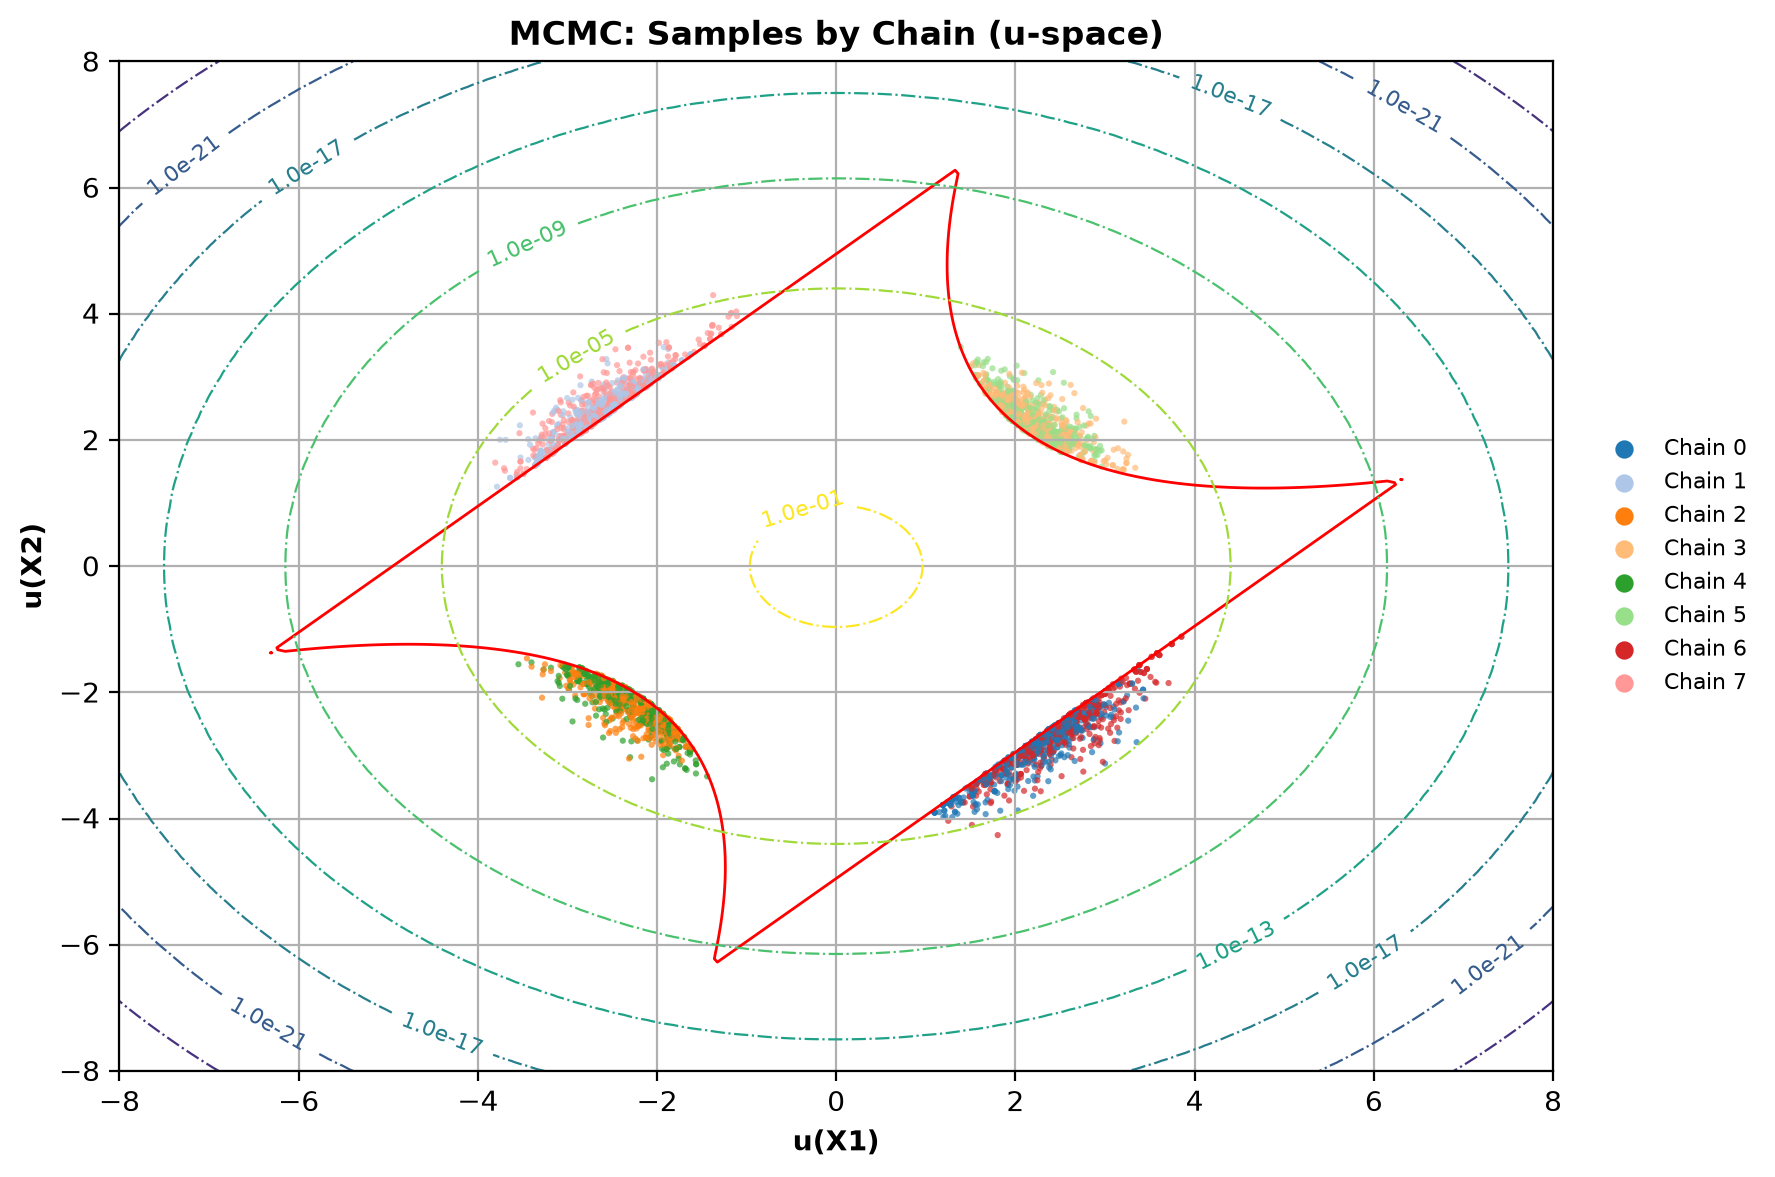 MCMC: Samples by Chain (u-space)
8
6
4
2
0
−2
−4
−6
−8
−8
−6
−4
−2
0
2
4
6
8
u(X1)
u(X2)
1.0e-21
1.0e-17
1.0e-17
1.0e-21
1.0e-09
1.0e-05
1.0e-01
1.0e-13
1.0e-17
1.0e-21
1.0e-21
1.0e-17
Chain 0
Chain 1
Chain 2
Chain 3
Chain 4
Chain 5
Chain 6
Chain 7